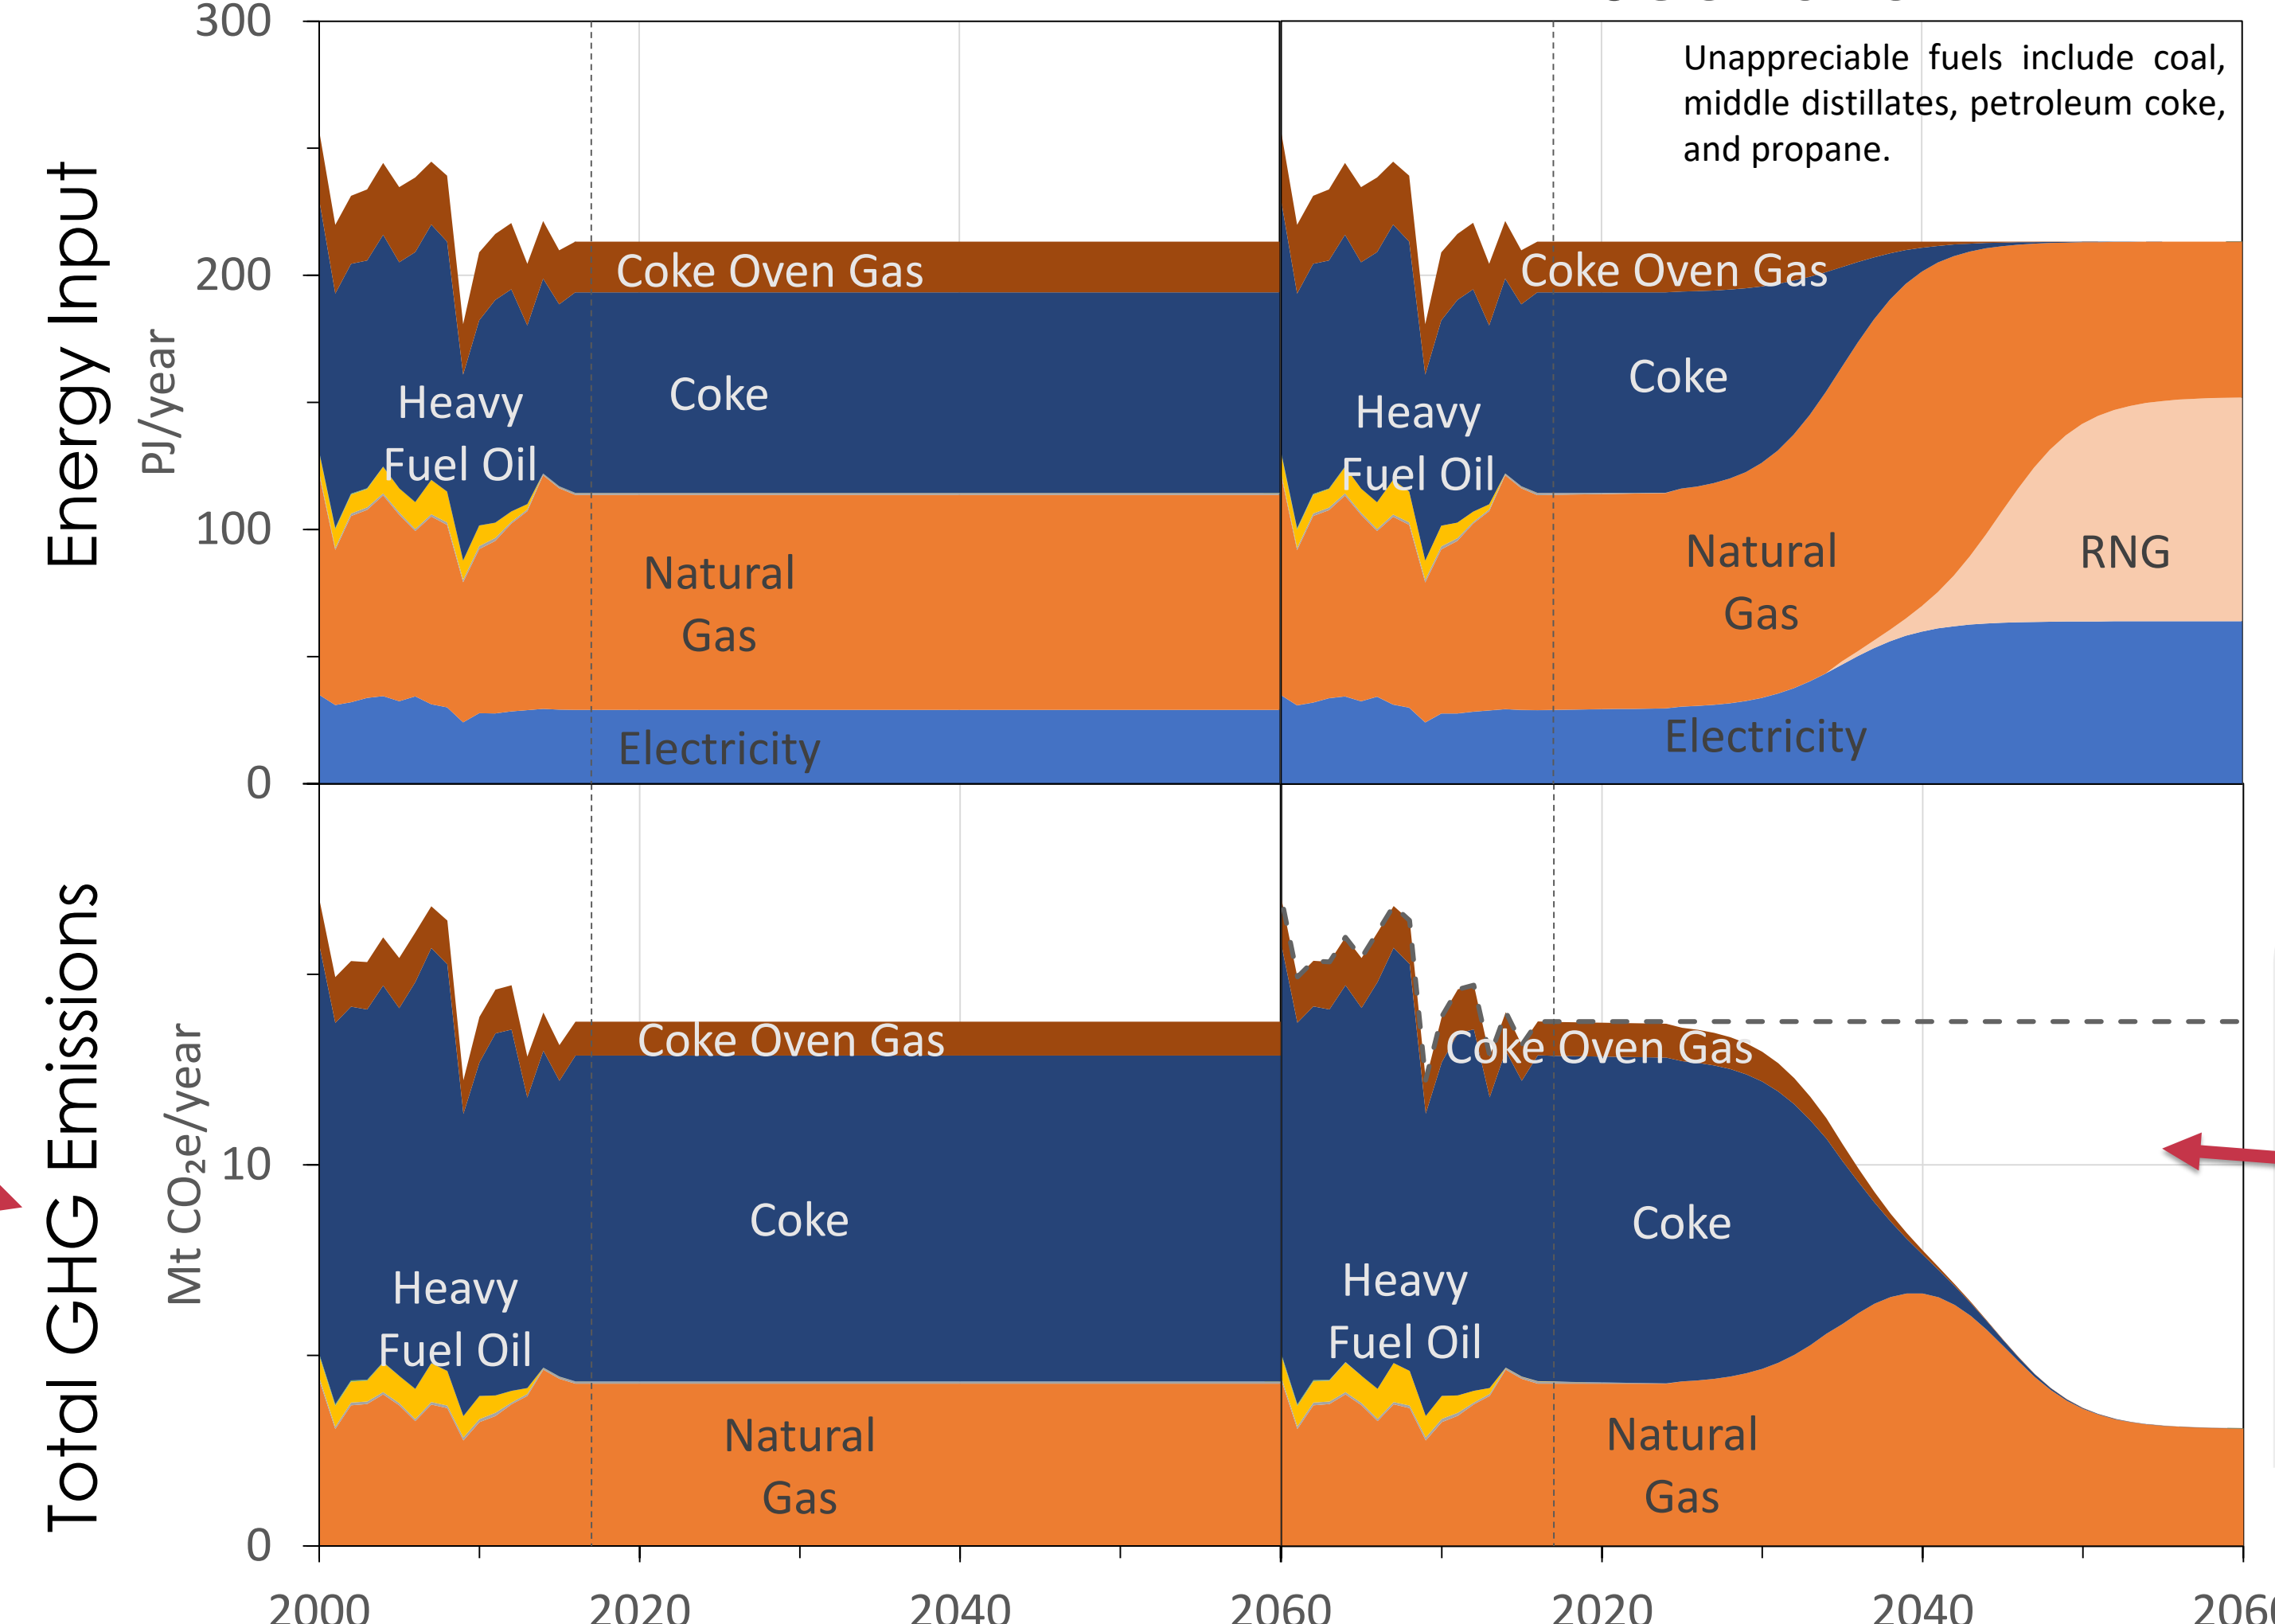 300
Unappreciable fuels include coal,
middle distillates, petroleum coke,
and propane.
Energy Input
PJ/year
200
100
0
Coke Oven Gas
Coke
Heavy
Fuel Oil
Natural
Gas
Electricity
Coke Oven Gas
Coke
Heavy
Fuel Oil
Natural
Gas
RNG
Electricity
Total GHG Emissions
Mt CO₂e/year
10
0
Coke Oven Gas
Coke
Heavy
Fuel Oil
Natural
Gas
Coke Oven Gas
Coke
Heavy
Fuel Oil
Natural
Gas
2000 2020 2040 2060 2020 2040 2060